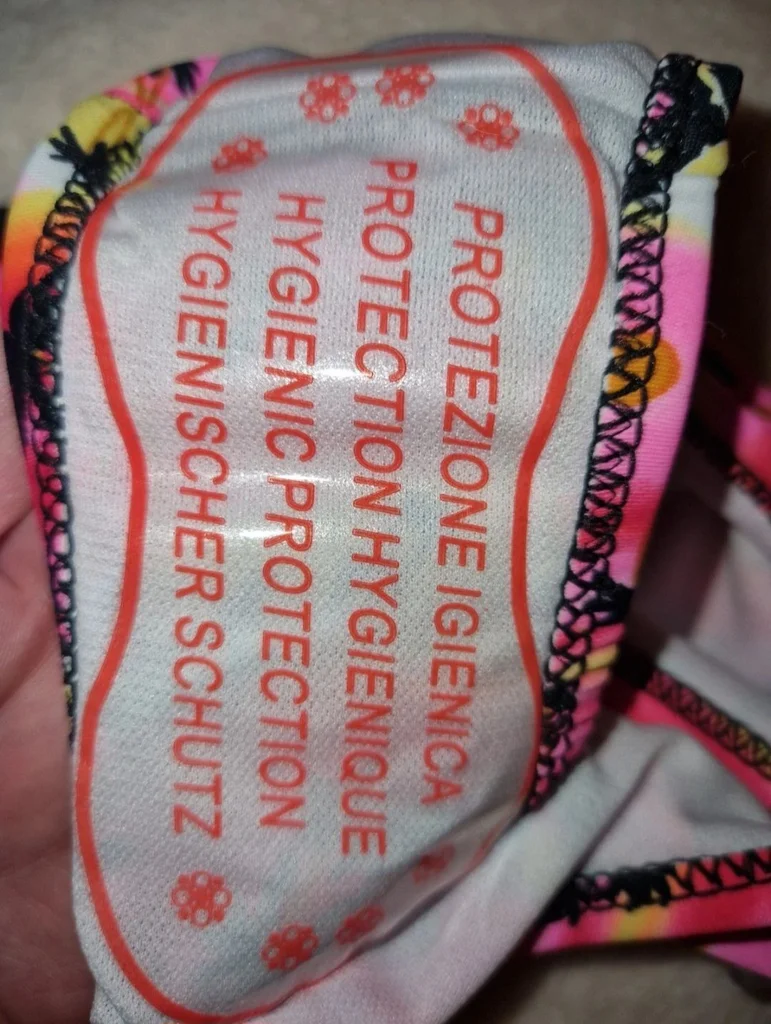 PROTEZIONE IGIENICA
PROTECTION HYGIENIQUE
HYGIENIC PROTECTION
HYGIENISCHER SCHUTZ